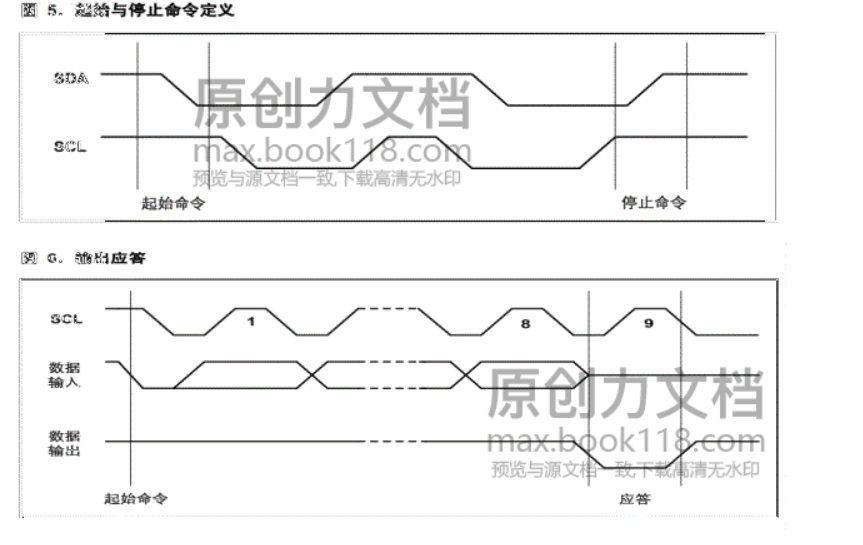 图 5. 起始与停止命令定义
SDA
原创力文档
SCL
max.book118.com
预览与源文档一致,下载高清无水印
起始命令
停止命令
图 6. 输出应答
SCL
1
8
9
数据
输入
原创力文档
数据
输出
max.book118.com
预览与源文档一致,下载高清无水印
起始命令
应答